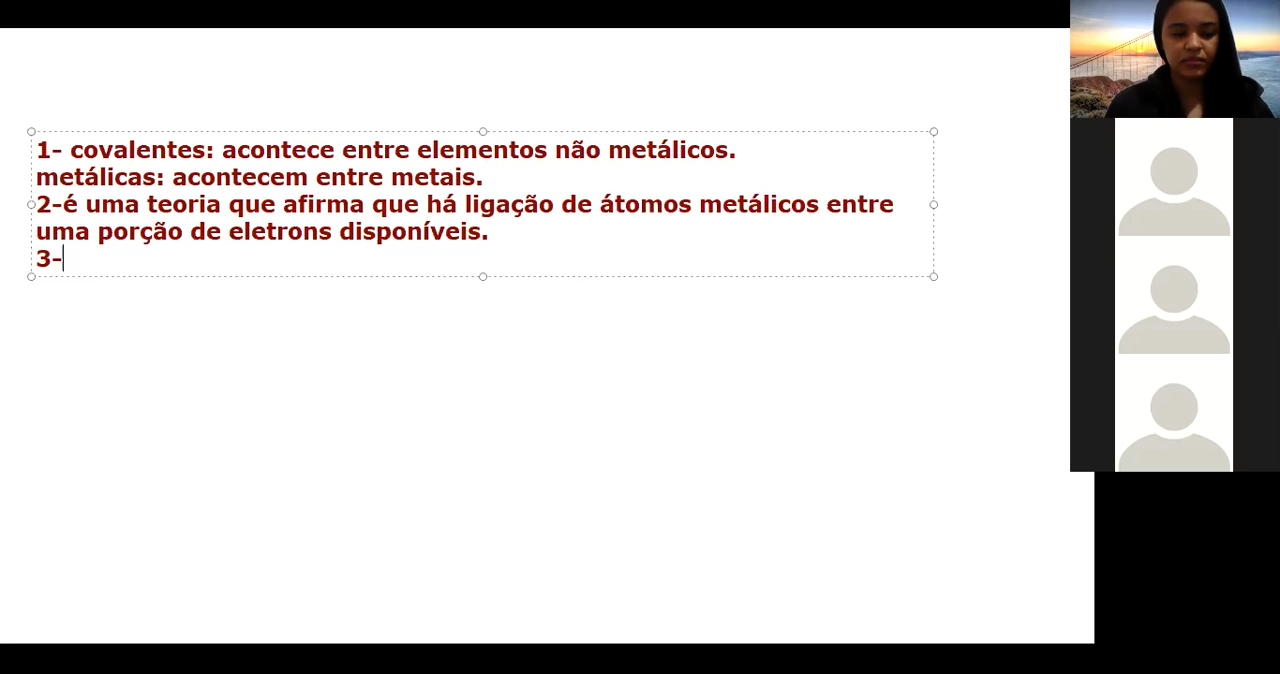 1- covalentes: acontece entre elementos não metálicos.
metálicas: acontecem entre metais.
2-é uma teoria que afirma que há ligação de átomos metálicos entre
uma porção de eletrons disponíveis.
3-